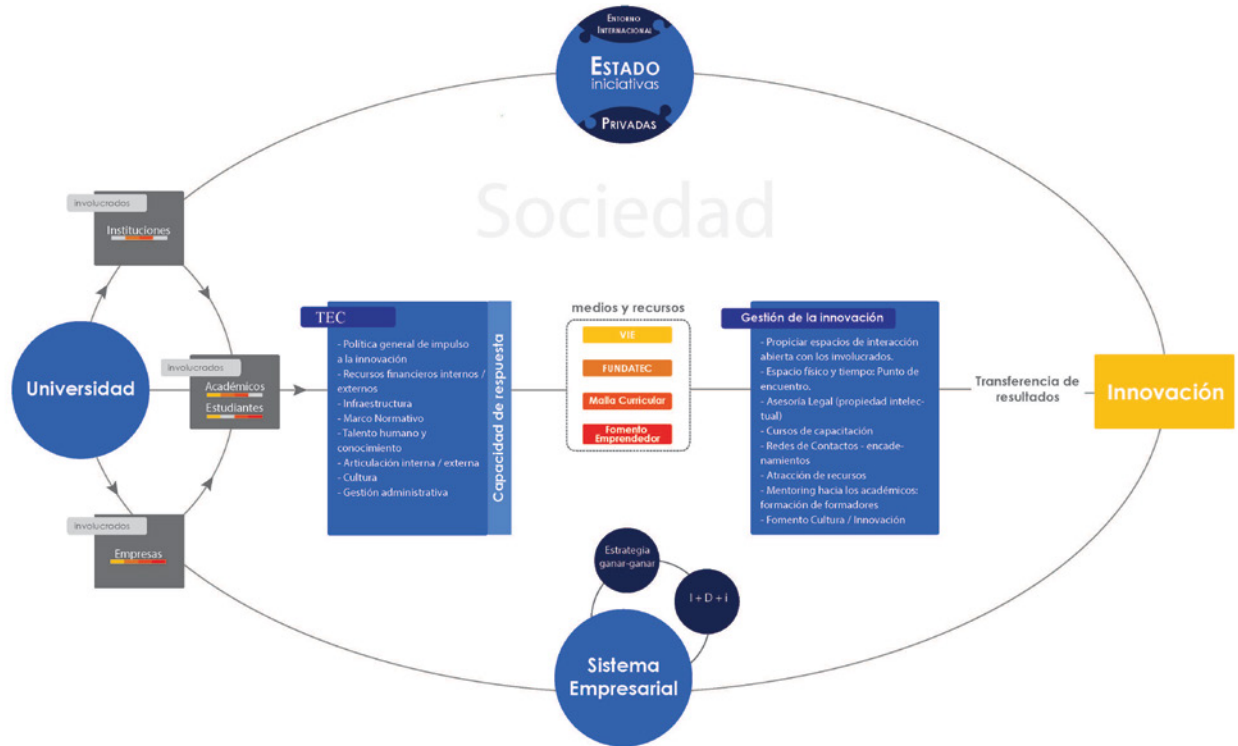 ENTORNO
INTERNACIONAL
ESTADO
iniciativas
PRIVADAS
Sociedad
involucrados
Instituciones
Universidad
involucrados
Académicos
Estudiantes
involucrados
Empresas
TEC
- Política general de impulso
a la innovación
- Recursos financieros internos /
externos
- Infraestructura
- Marco Normativo
- Talento humano y
conocimiento
- Articulación interna / externa
- Cultura
- Gestión administrativa
Capacidad de respuesta
medios y recursos
VIE
FUNDATEC
Malla Curricular
Fomento
Emprendedor
Gestión de la innovación
- Propiciar espacios de interacción
abierta con los involucrados.
- Espacio físico y tiempo: Punto de
encuentro.
- Asesoría Legal (propiedad intelec-
tual)
- Cursos de capacitación
- Redes de Contactos - encade-
namientos
- Atracción de recursos
- Mentoring hacia los académicos:
formación de formadores
- Fomento Cultura / Innovación
Transferencia de
resultados
Innovación
Estrategia
ganar-ganar
I + D + i
Sistema
Empresarial